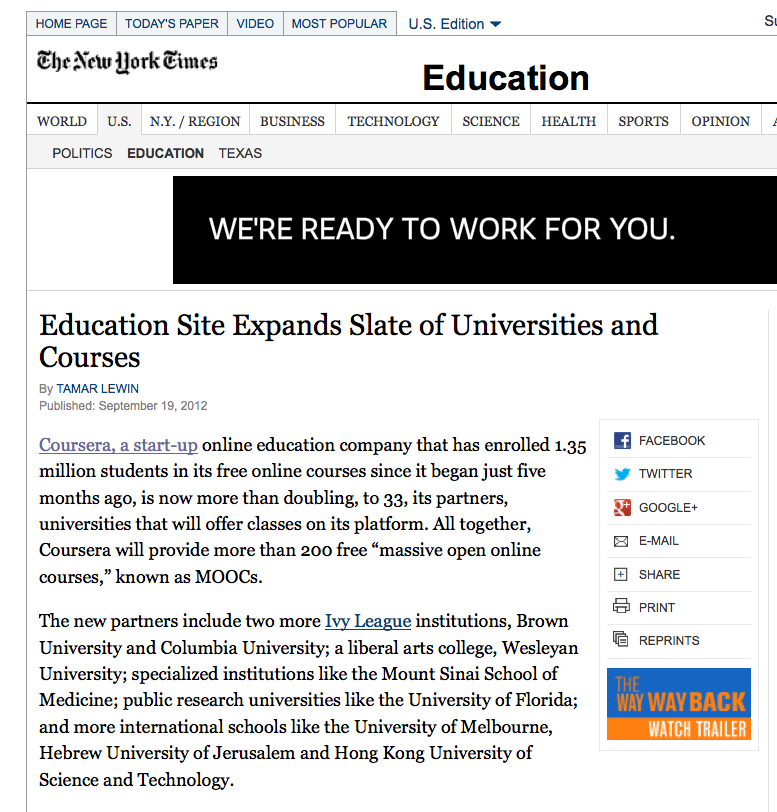 HOME PAGE TODAY'S PAPER VIDEO MOST POPULAR U.S. Edition
The New York Times
Education
WORLD U.S. N.Y. / REGION BUSINESS TECHNOLOGY SCIENCE HEALTH SPORTS OPINION
POLITICS EDUCATION TEXAS
WE'RE READY TO WORK FOR YOU.
Education Site Expands Slate of Universities and
Courses
By TAMAR LEWIN
Published: September 19, 2012
Coursera, a start-up online education company that has enrolled 1.35
million students in its free online courses since it began just five
months ago, is now more than doubling, to 33, its partners,
universities that will offer classes on its platform. All together,
Coursera will provide more than 200 free “massive open online
courses,” known as MOOCs.
The new partners include two more Ivy League institutions, Brown
University and Columbia University; a liberal arts college, Wesleyan
University; specialized institutions like the Mount Sinai School of
Medicine; public research universities like the University of Florida;
and more international schools like the University of Melbourne,
Hebrew University of Jerusalem and Hong Kong University of
Science and Technology.
FACEBOOK
TWITTER
GOOGLE+
E-MAIL
SHARE
PRINT
REPRINTS
THE
WAY WAY BACK
WATCH TRAILER